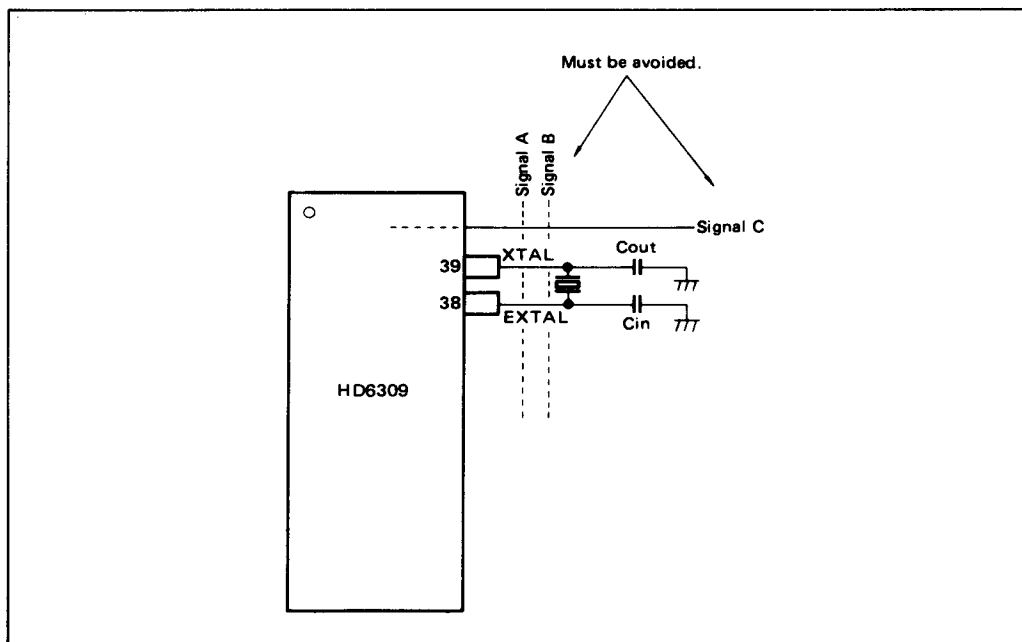 Must be avoided.
Signal A
Signal B
Signal C
XTAL
Cout
39
38
EXTAL
Cin
HD6309